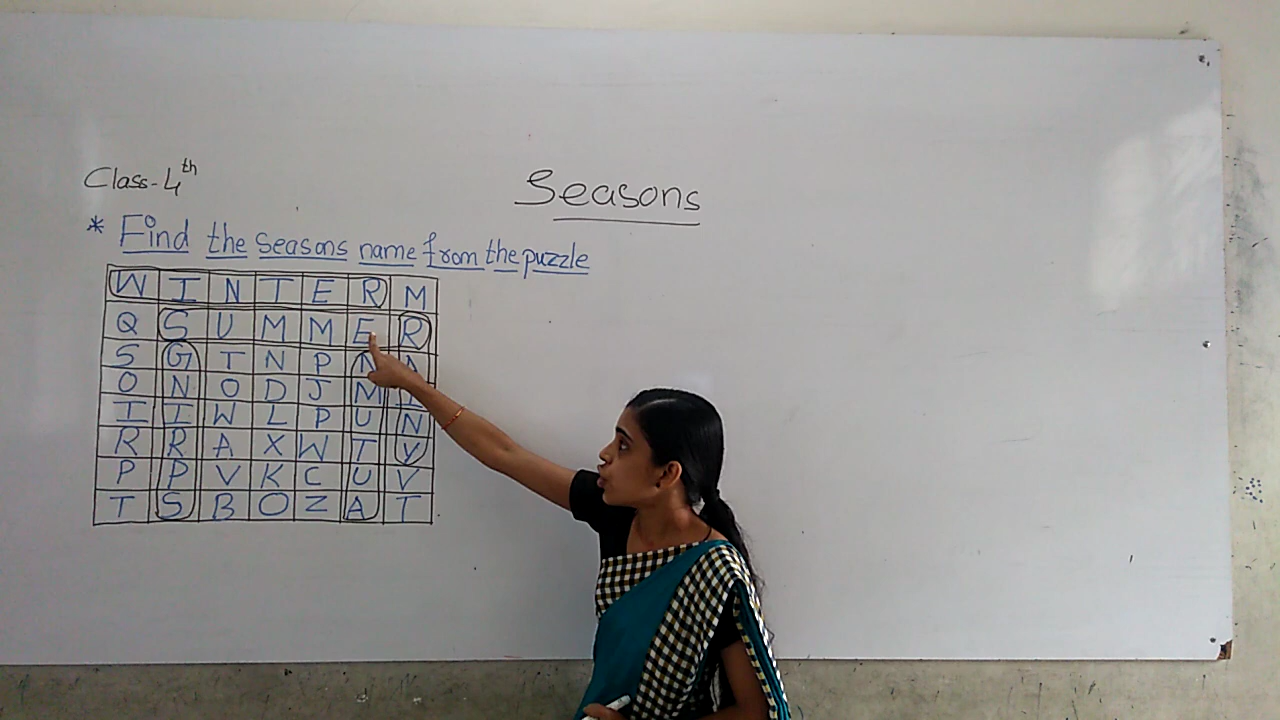 Class-4th
Seasons
* Find the seasons name from the puzzle
W I N T E R M
Q S U M M E R
S G T N P N A
O N O D J M I
I I W L P U N
R R A X W T Y
P P V K C U V
T S B O Z A T